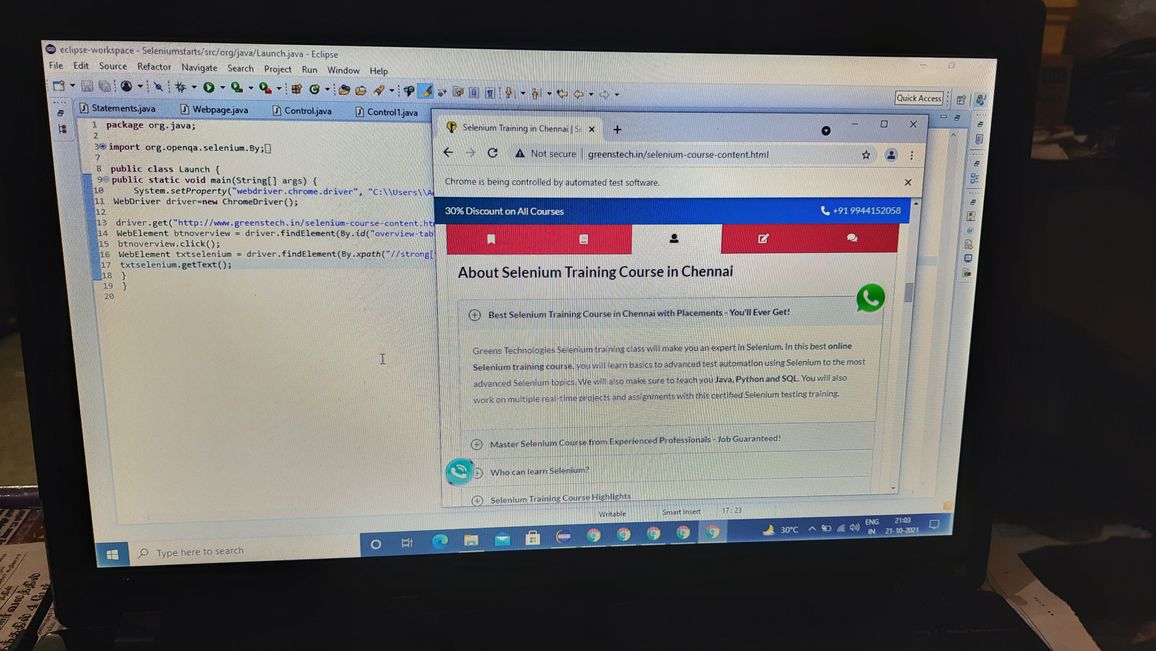 eclipse-workspace - Seleniumstarts/src/org/java/Launch.java - Eclipse
File Edit Source Refactor Navigate Search Project Run Window Help
Quick Access
Statements.java Webpage.java Control.java Control1.java
1 package org.java;
2
3 import org.openqa.selenium.By;
7
8 public class Launch {
9 public static void main(String[] args) {
10 System.setProperty("webdriver.chrome.driver", "C:\\Users\\A
11 WebDriver driver=new ChromeDriver();
12
13 driver.get("http://www.greenstech.in/selenium-course-content.ht
14 WebElement btnoverview = driver.findElement(By.id("overview-tab
15 btnoverview.click();
16 WebElement txtselenium = driver.findElement(By.xpath("//strong[
17 txtselenium.getText();
18 }
19 }
20
Selenium Training in Chennai | Se
Not secure greenstech.in/selenium-course-content.html
Chrome is being controlled by automated test software.
30% Discount on All Courses +91 9944152058
About Selenium Training Course in Chennai
Best Selenium Training Course in Chennai with Placements - You'll Ever Get!
Greens Technologies Selenium training class will make you an expert in Selenium. In this best online
Selenium training course, you will learn basics to advanced test automation using Selenium to the most
advanced Selenium topics. We will also make sure to teach you Java, Python and SQL. You will also
work on multiple real-time projects and assignments with this certified Selenium testing training.
Master Selenium Course from Experienced Professionals - Job Guaranteed!
Who can learn Selenium?
Selenium Training Course Highlights
Writable Smart Insert 17 : 23
Type here to search
30°C ENG IN 21:03 21-10-2021